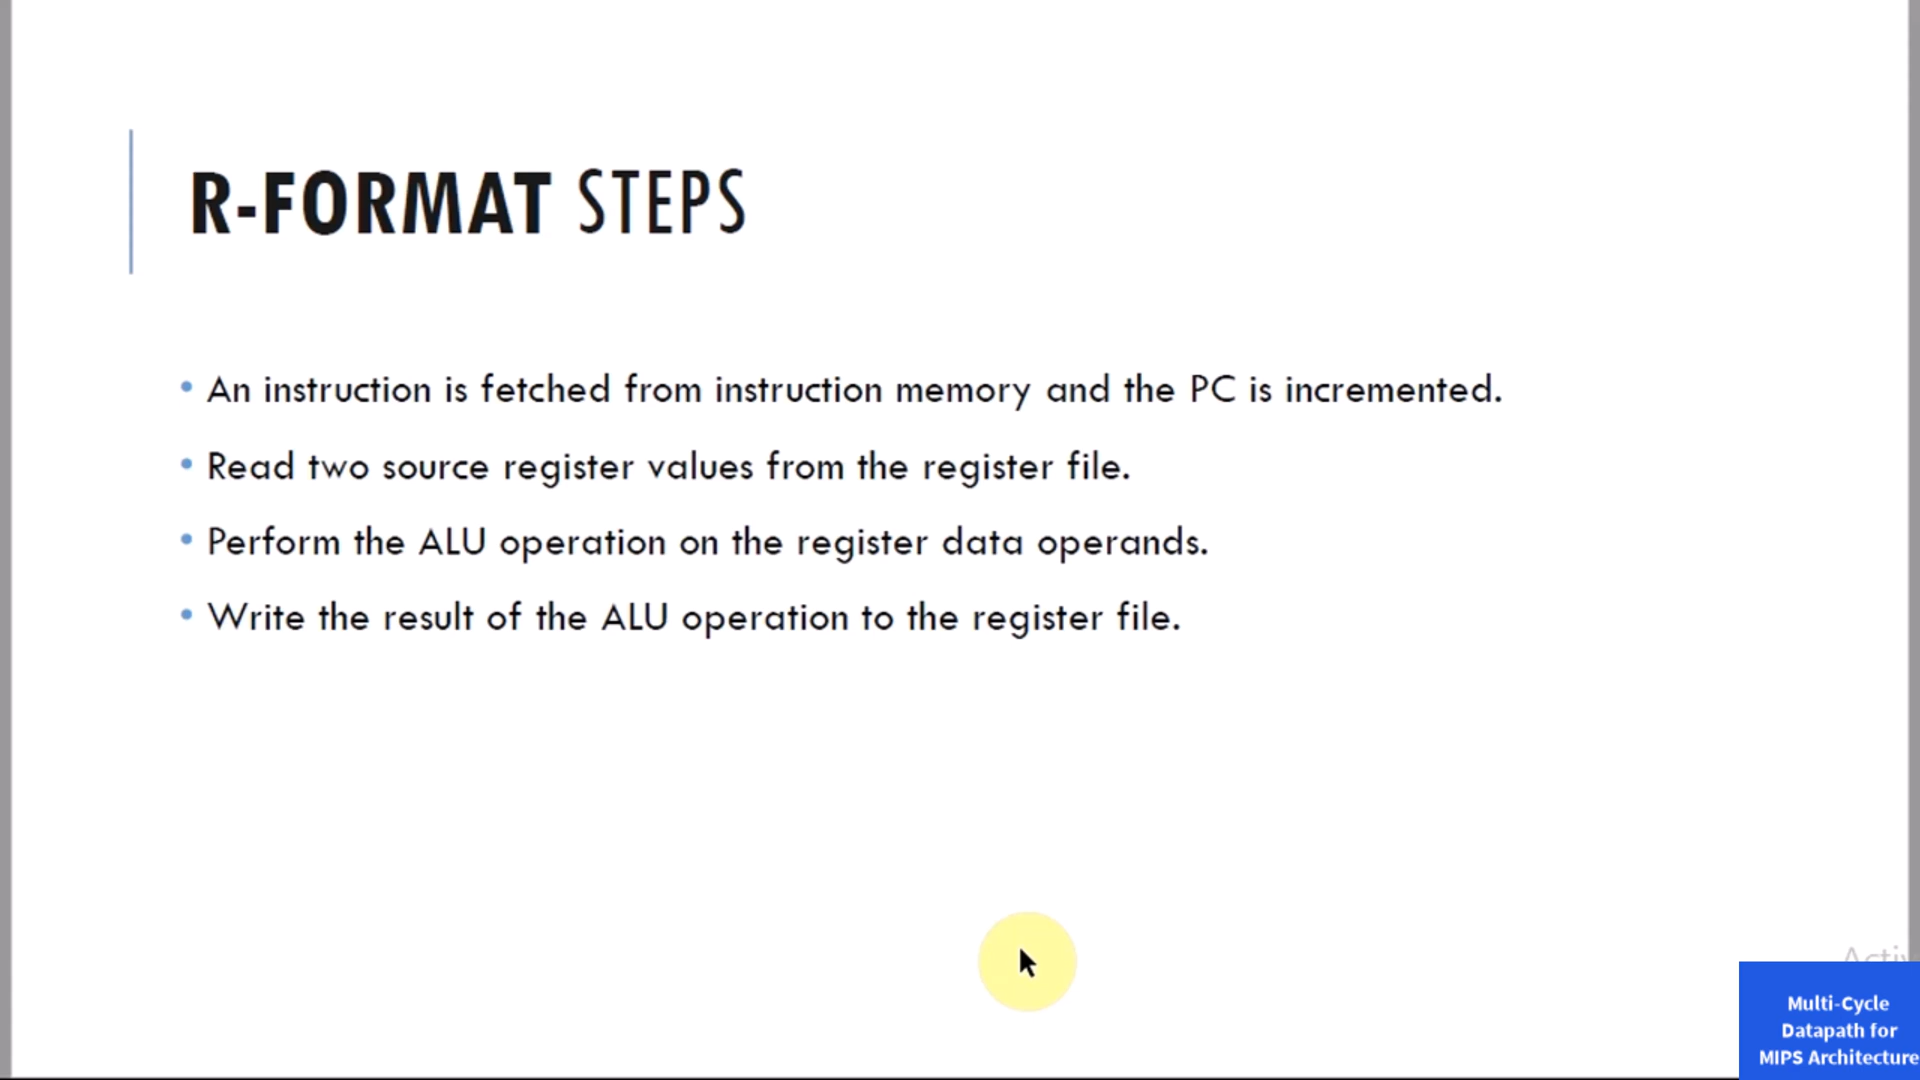 R-FORMAT STEPS
• An instruction is fetched from instruction memory and the PC is incremented.
• Read two source register values from the register file.
• Perform the ALU operation on the register data operands.
• Write the result of the ALU operation to the register file.
Multi-Cycle
Datapath for
MIPS Architecture